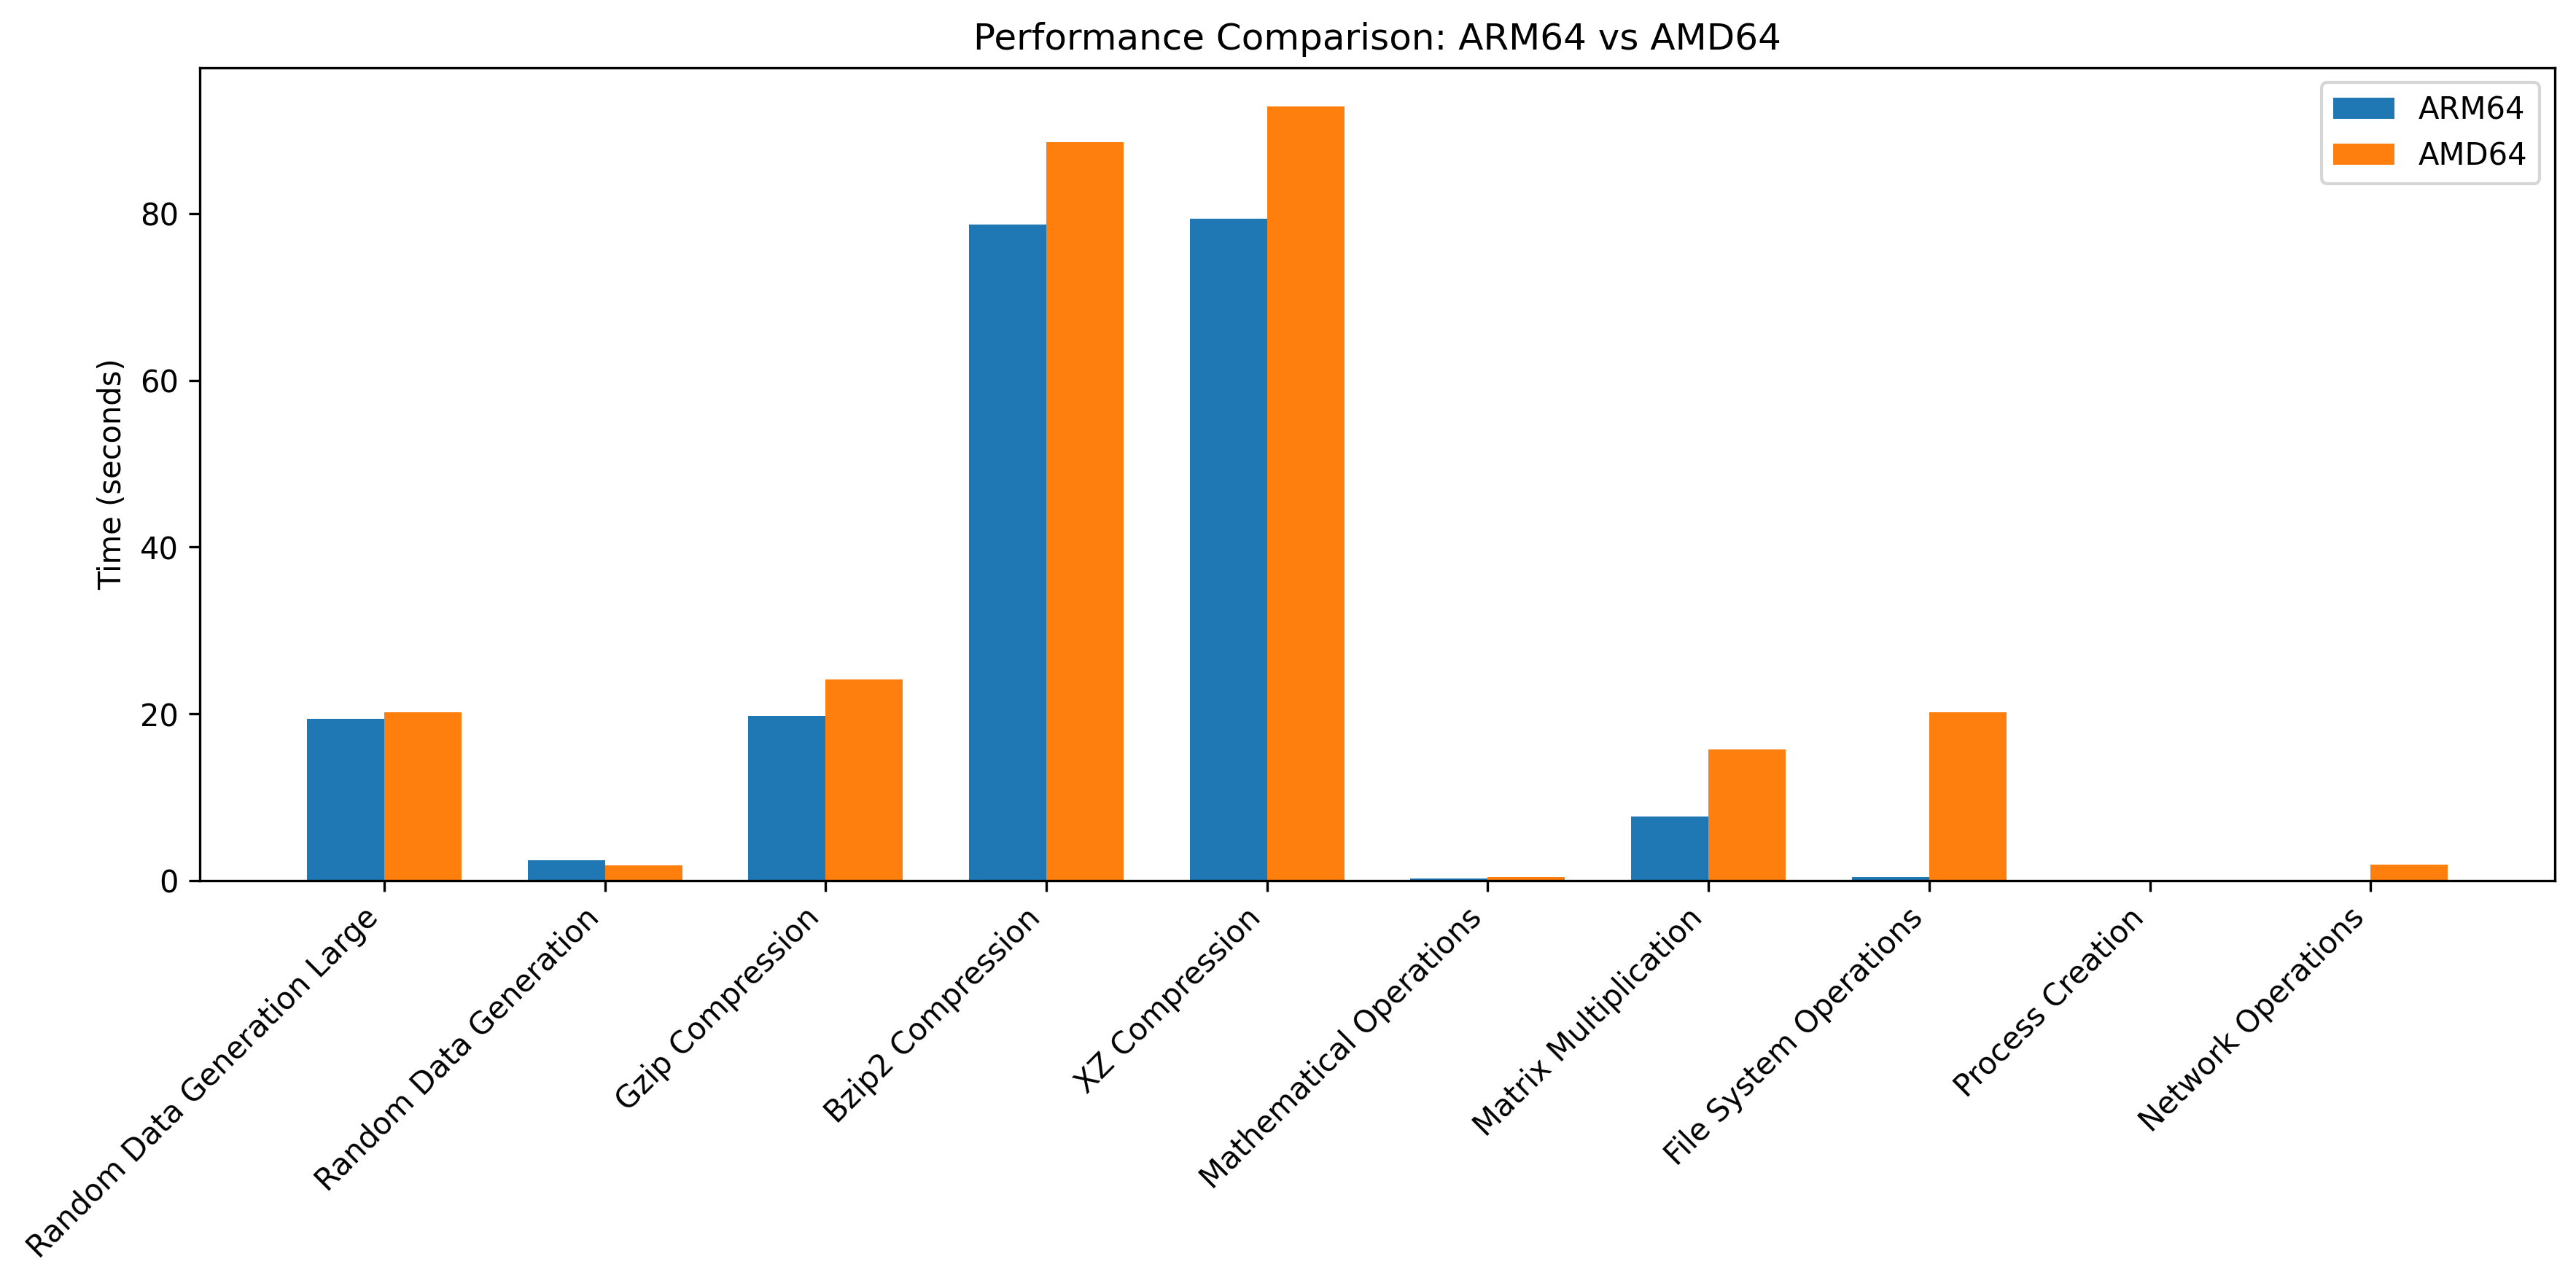 Performance Comparison: ARM64 vs AMD64
ARM64
AMD64
Time (seconds)
80
60
40
20
0
Random Data Generation Large
Random Data Generation
Gzip Compression
Bzip2 Compression
XZ Compression
Mathematical Operations
Matrix Multiplication
File System Operations
Process Creation
Network Operations